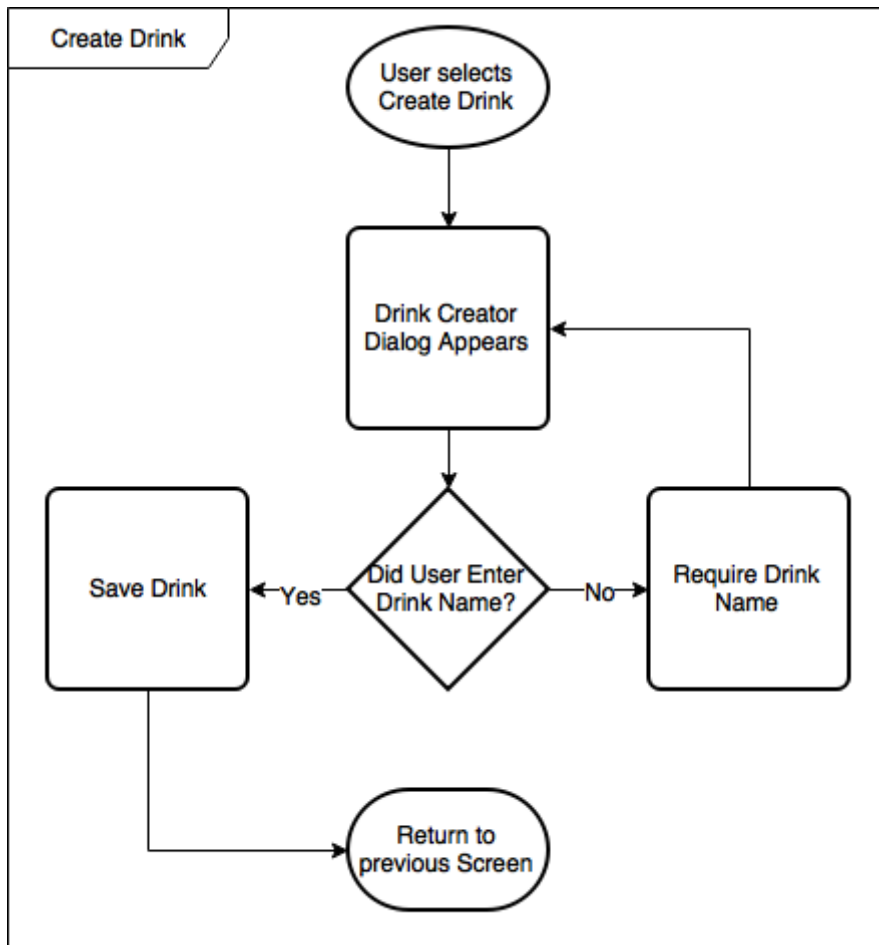 Create Drink
User selects
Create Drink
Drink Creator
Dialog Appears
Save Drink
Yes
Did User Enter
Drink Name?
No
Require Drink
Name
Return to
previous Screen